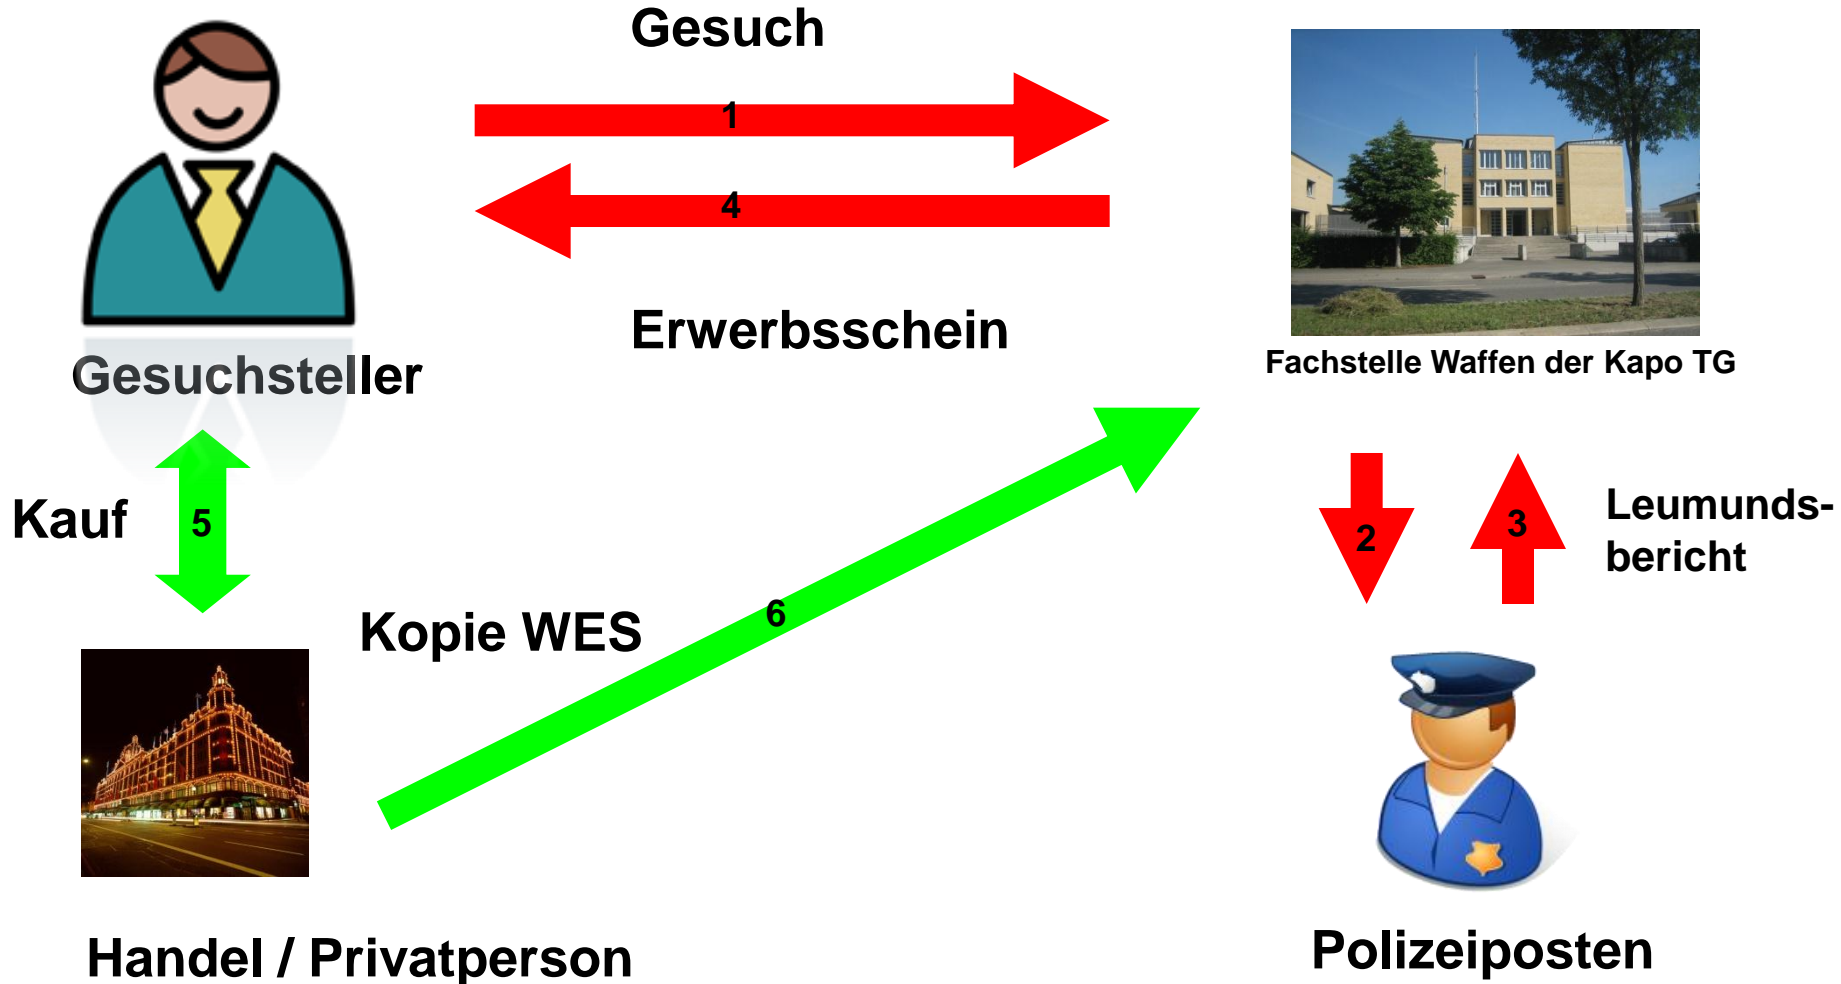 Gesuch
1
4
Erwerbsschein
Gesuchsteller
Fachstelle Waffen der Kapo TG
Kauf
5
2
3
Leumunds-
bericht
Kopie WES
6
Handel / Privatperson
Polizeiposten